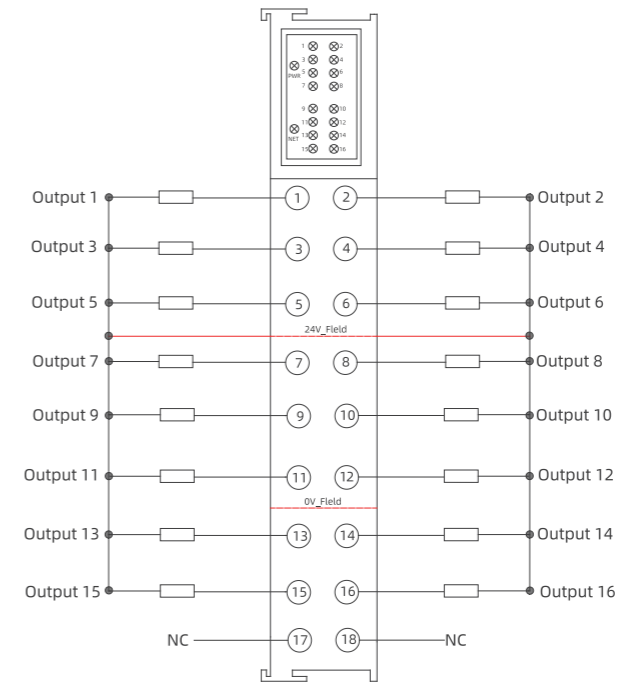 1 2
3 4
PWR 5 6
7 8
9 10
11 12
NET 13 14
15 16
Output 1 1 2 Output 2
Output 3 3 4 Output 4
Output 5 5 6 Output 6
24V_Fleld
Output 7 7 8 Output 8
Output 9 9 10 Output 10
Output 11 11 12 Output 12
0V_Fleld
Output 13 13 14 Output 14
Output 15 15 16 Output 16
NC 17 18 NC